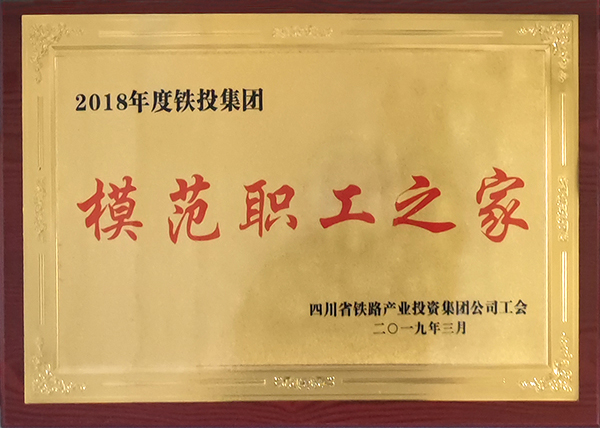 2018年度铁投集团
模范职工之家
四川省铁路产业投资集团公司工会
二〇一九年三月